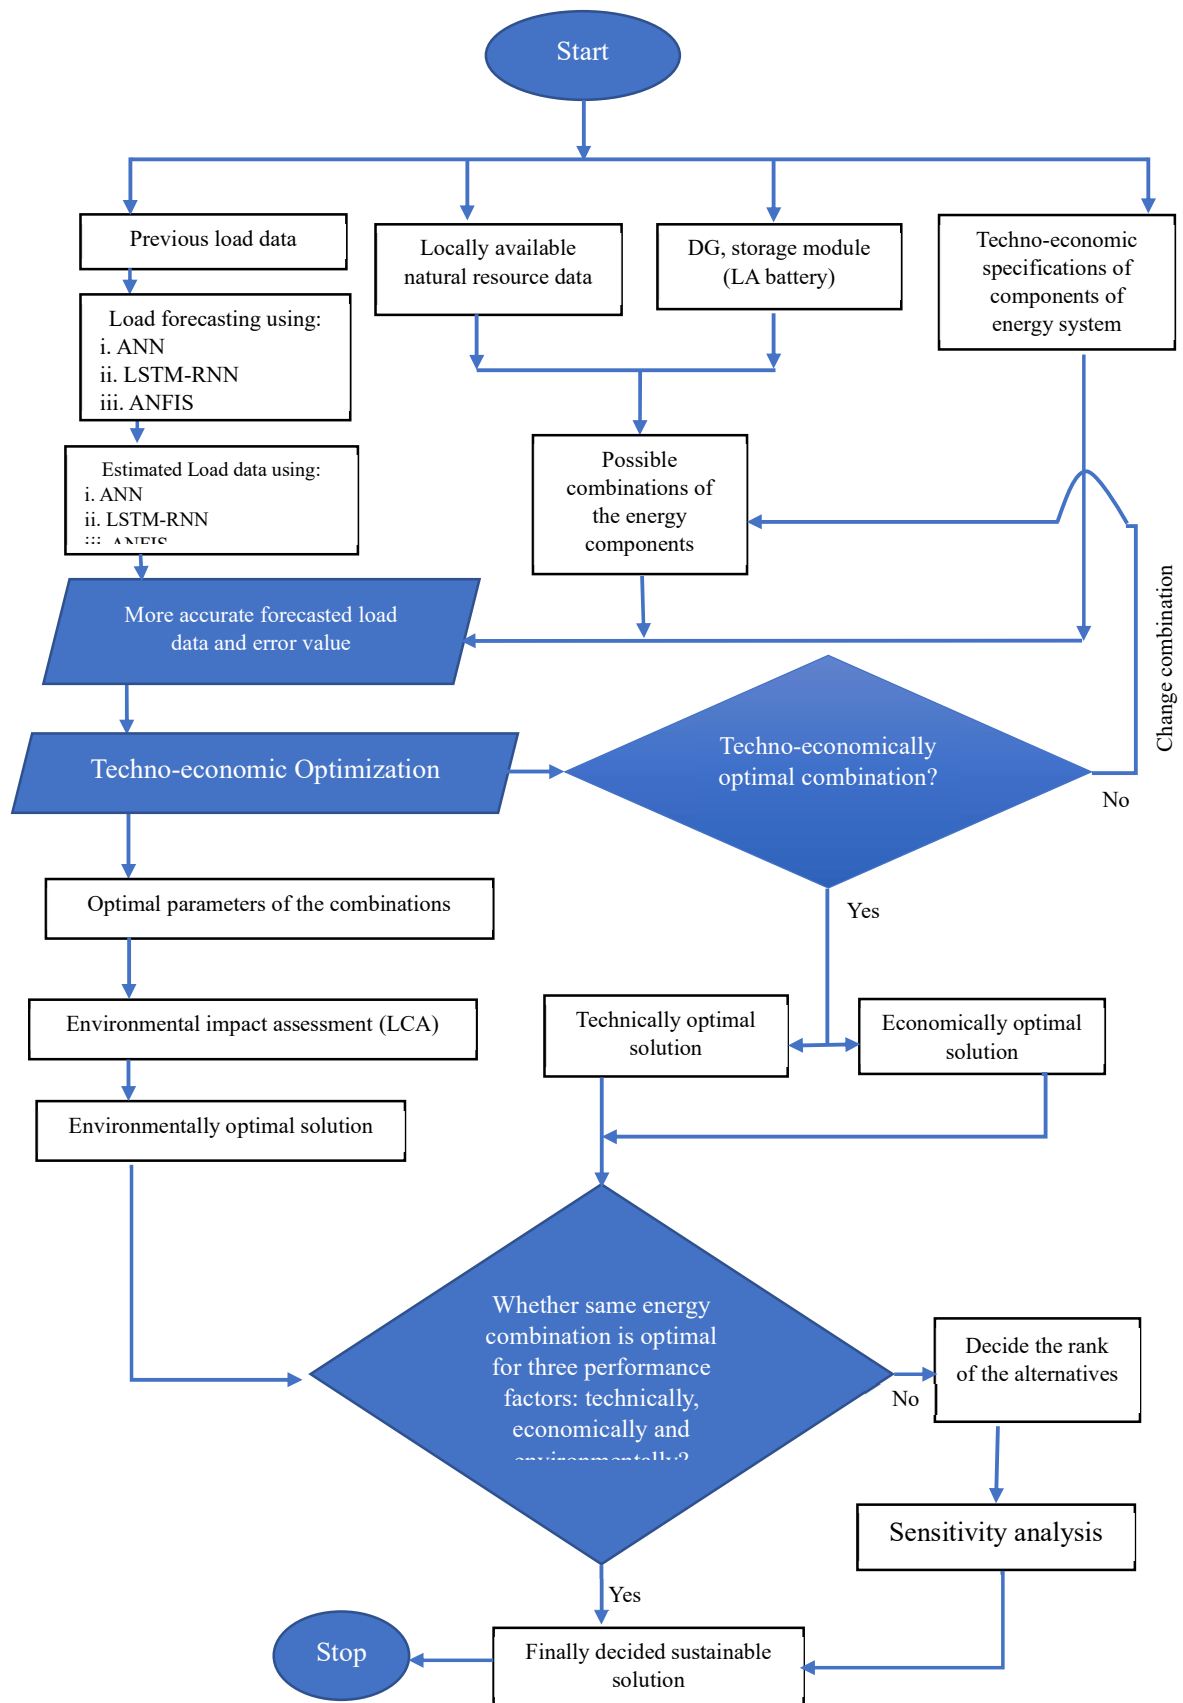 Start
Previous load data
Locally available
natural resource data
DG, storage module
(LA battery)
Techno-economic
specifications of
components of
energy system
Load forecasting using:
i. ANN
ii. LSTM-RNN
iii. ANFIS
Estimated Load data using:
i. ANN
ii. LSTM-RNN
iii. ANFIS
Possible
combinations of
the energy
components
Change combination
More accurate forecasted load
data and error value
Techno-economic Optimization
Techno-economically
optimal combination?
No
Yes
Optimal parameters of the combinations
Environmental impact assessment (LCA)
Environmentally optimal solution
Technically optimal
solution
Economically optimal
solution
Whether same energy
combination is optimal
for three performance
factors: technically,
economically and
environmentally?
No
Decide the rank
of the alternatives
Sensitivity analysis
Yes
Finally decided sustainable
solution
Stop